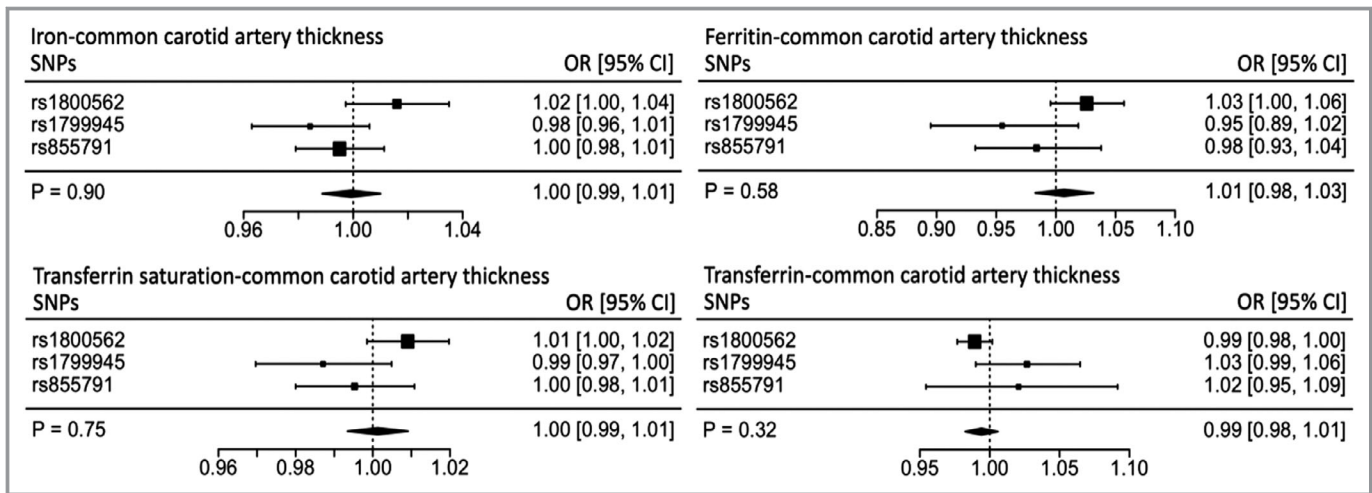 Iron-common carotid artery thickness
SNPs OR [95% CI]
rs1800562 1.02 [1.00, 1.04]
rs1799945 0.98 [0.96, 1.01]
rs855791 1.00 [0.98, 1.01]
P = 0.90 1.00 [0.99, 1.01]
0.96 1.00 1.04
Ferritin-common carotid artery thickness
SNPs OR [95% CI]
rs1800562 1.03 [1.00, 1.06]
rs1799945 0.95 [0.89, 1.02]
rs855791 0.98 [0.93, 1.04]
P = 0.58 1.01 [0.98, 1.03]
0.85 0.90 0.95 1.00 1.05 1.10
Transferrin saturation-common carotid artery thickness
SNPs OR [95% CI]
rs1800562 1.01 [1.00, 1.02]
rs1799945 0.99 [0.97, 1.00]
rs855791 1.00 [0.98, 1.01]
P = 0.75 1.00 [0.99, 1.01]
0.96 0.98 1.00 1.02
Transferrin-common carotid artery thickness
SNPs OR [95% CI]
rs1800562 0.99 [0.98, 1.00]
rs1799945 1.03 [0.99, 1.06]
rs855791 1.02 [0.95, 1.09]
P = 0.32 0.99 [0.98, 1.01]
0.95 1.00 1.05 1.10